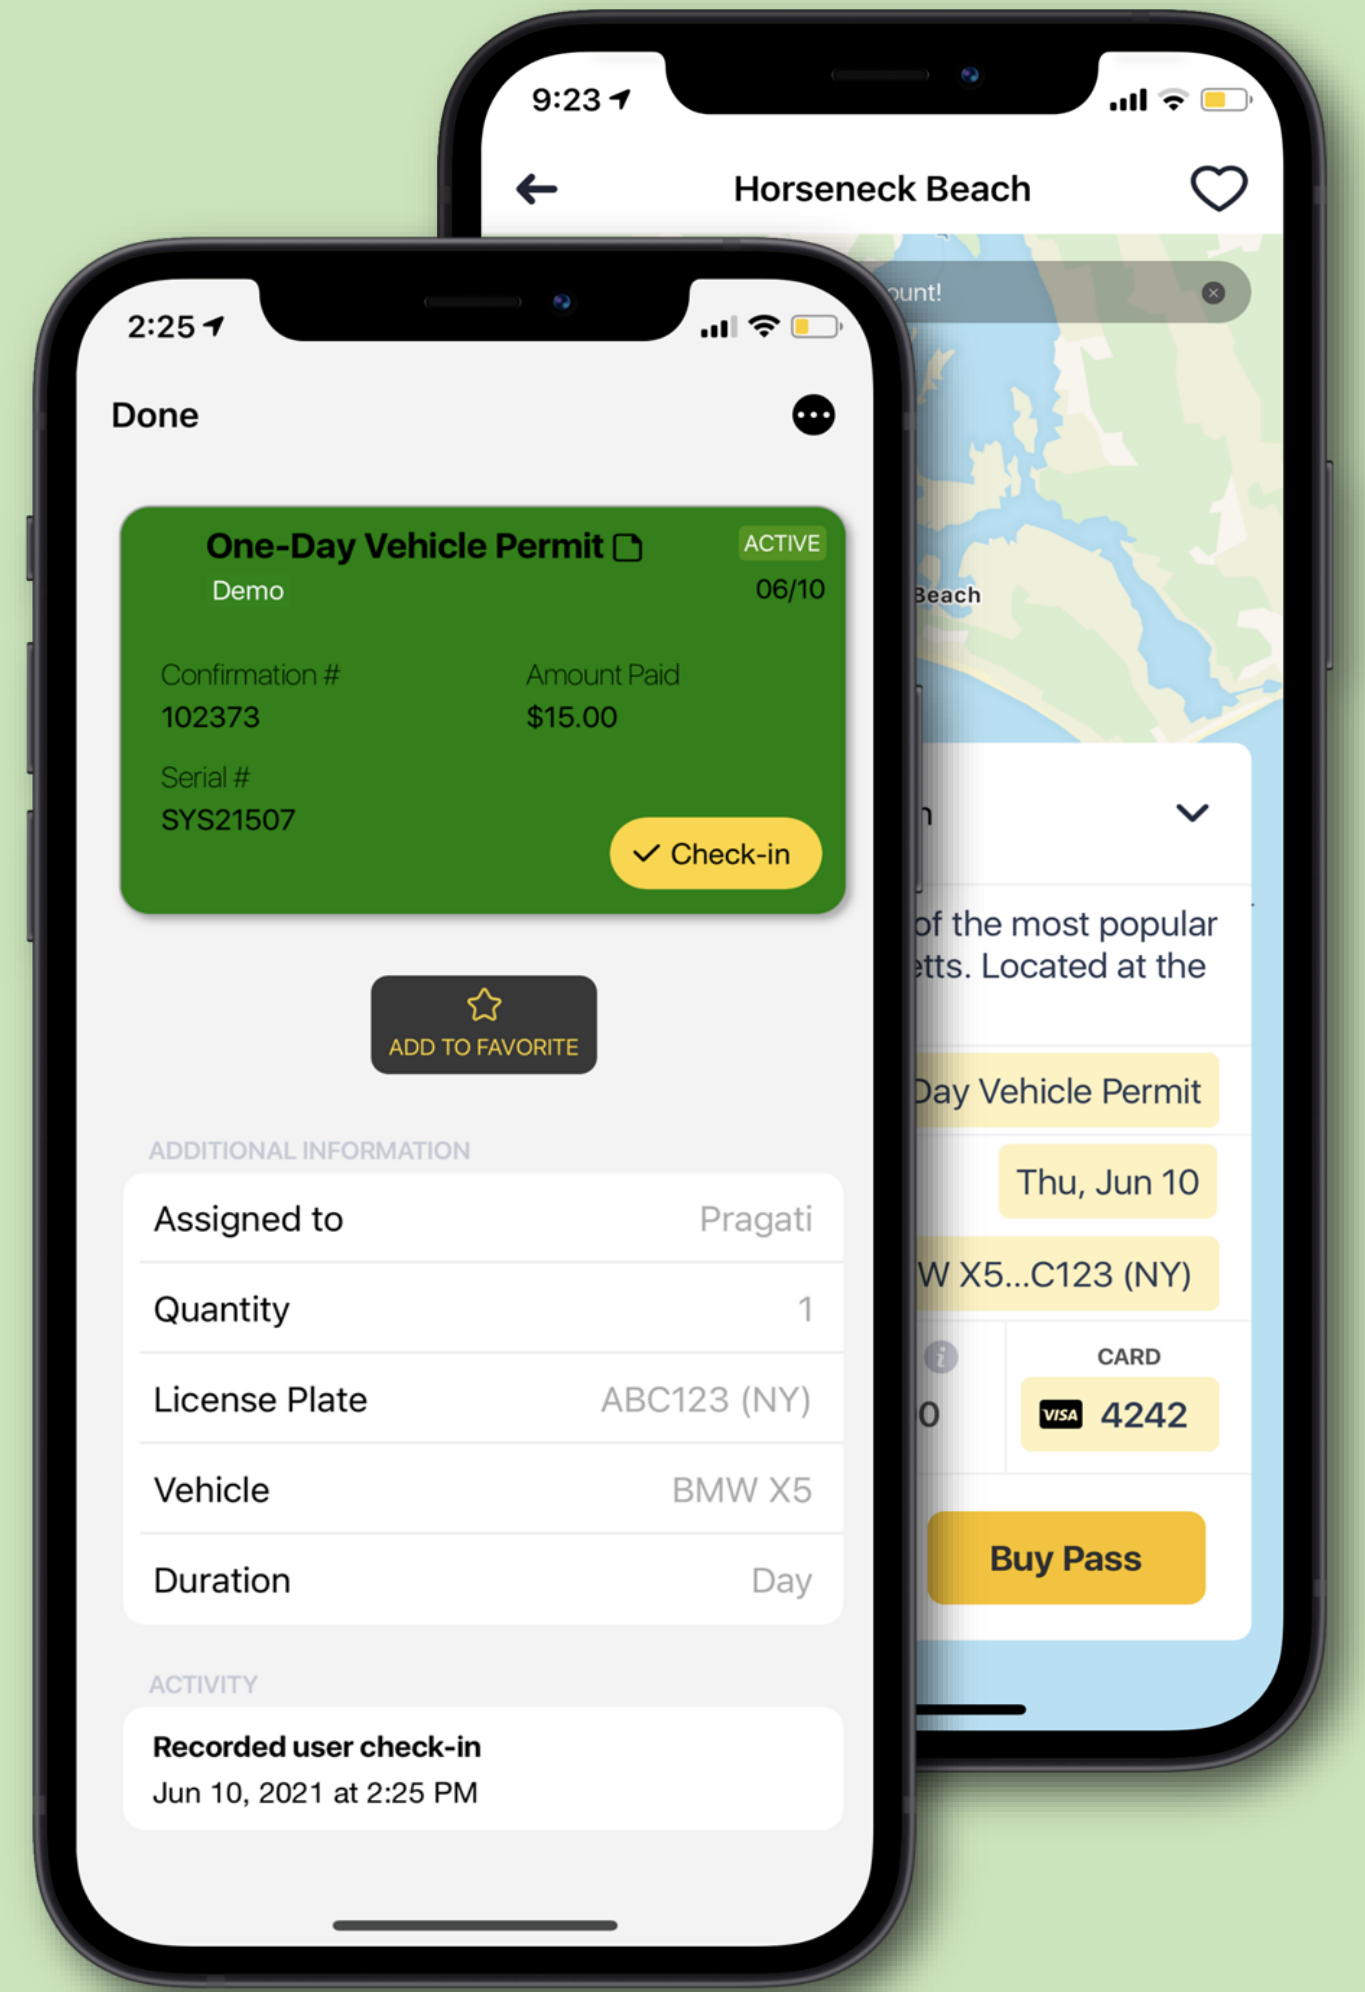 9:23
Horseneck Beach
2:25
Done
One-Day Vehicle Permit
ACTIVE
Demo
06/10
Confirmation #
Amount Paid
102373
$15.00
Serial #
SYS21507
Check-in
ADD TO FAVORITE
ADDITIONAL INFORMATION
Assigned to
Pragati
Quantity
1
License Plate
ABC123 (NY)
Vehicle
BMW X5
Duration
Day
ACTIVITY
Recorded user check-in
Jun 10, 2021 at 2:25 PM
Beach
of the most popular
Located at the
Day Vehicle Permit
Thu, Jun 10
X5...C123 (NY)
CARD
VISA 4242
Buy Pass